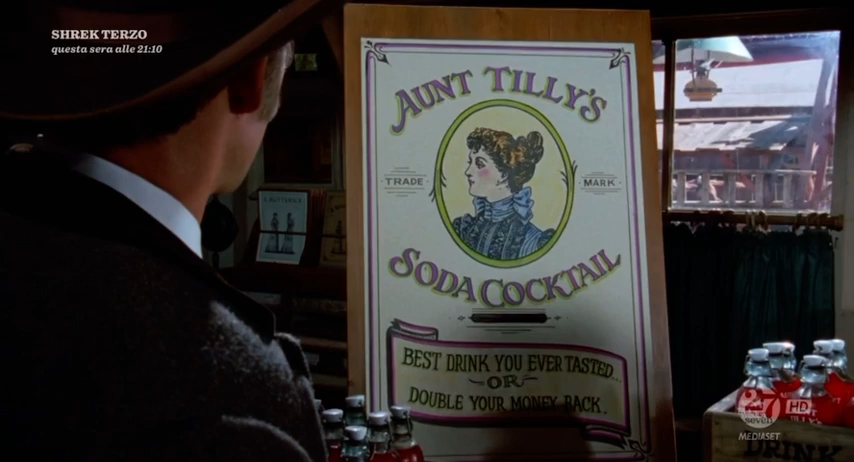 SHREK TERZO
questa sera alle 21:10
AUNT TILLY'S
TRADE MARK
SODA COCKTAIL
BEST DRINK YOU EVER TASTED...
OR
DOUBLE YOUR MONEY BACK.
27
seven
HD
MEDIASET
DRINK